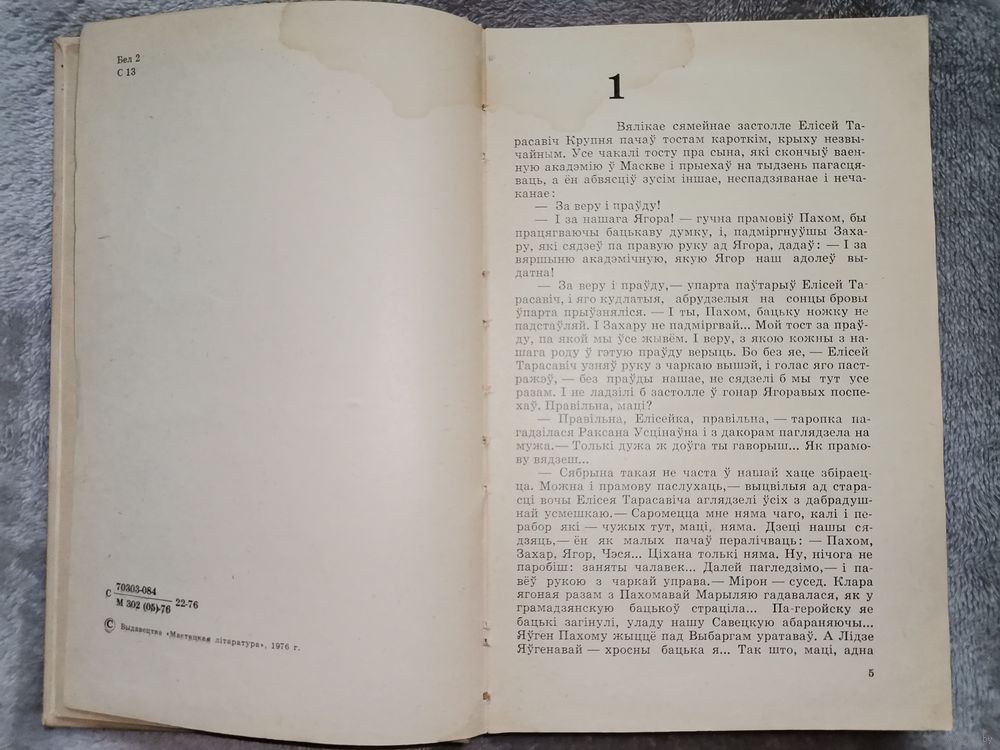 Бел 2
С 13
С 70303-084
М 302 (05)-76
22-76
© Выдавецтва «Мастацкая літаратура», 1976 г.
1
Вялікае сямейнае застолле Елісей Та-
расавіч Крупня пачаў тостам кароткім, крыху незвы-
чайным. Усе чакалі тосту пра сына, які скончыў ваен-
ную акадэмію ў Маскве і прыехаў на тыдзень пагасця-
ваць, а ён абвясціў зусім іншае, неспадзяванае і неча-
канае:
— За веру і праўду!
— І за нашага Ягора! — гучна прамовіў Пахом, бы
працягваючы бацькаву думку, і, падміргнуўшы Заха-
ру, які сядзеў па правую руку ад Ягора, дадаў: — І за
вяршыню акадэмічную, якую Ягор наш адолеў вы-
датна!
— За веру і праўду,— упарта паўтарыў Елісей Та-
расавіч, і яго кудлатыя, абрудзелыя на сонцы бровы
ўпарта прыўзняліся. — І ты, Пахом, бацьку ножку не
падстаўляй. І Захару не падміргвай... Мой тост за праў-
ду, па якой мы ўсе жывём. І веру, з якою кожны з на-
шага роду ў гэтую праўду верыць. Бо без яе, — Елісей
Тарасавіч узняў руку з чаркаю вышэй, і голас яго паст-
ражэў, — без праўды нашае, не сядзелі б мы тут усе
разам. І не ладзілі б застолле ў гонар Ягоравых поспе-
хаў. Правільна, маці?
— Правільна, Елісейка, правільна, — таропка па-
гадзілася Раксана Усцінаўна і з дакорам паглядзела на
мужа.— Толькі дужа ж доўга ты гаворыш... Як прамо-
ву вядзеш...
— Сябрына такая не часта ў нашай хаце збіраец-
ца. Можна і прамову паслухаць,— выцвілыя ад стара-
сці вочы Елісея Тарасавіча аглядзелі ўсіх з дабрадуш-
най усмешкаю.— Саромецца мне няма чаго, калі і пе-
рабор які — чужых тут, маці, няма. Дзеці нашы ся-
дзяць,— ён як малых пачаў пералічваць: — Пахом,
Захар, Ягор, Чэся... Ціхана толькі няма. Ну, нічога не
паробіш: заняты чалавек... Далей пагледзімо,— і па-
вёў рукою з чаркай управа.— Мірон — сусед. Клара
ягоная разам з Пахомавай Марыляю гадавалася, як у
грамадзянскую бацькоў страціла... Па-геройску яе
бацькі загінулі, уладу нашу Савецкую абараняючы...
Яўген Пахому жыццё пад Выбаргам уратаваў. А Лідзе
Яўгенавай — хросны бацька я... Так што, маці, адна
5